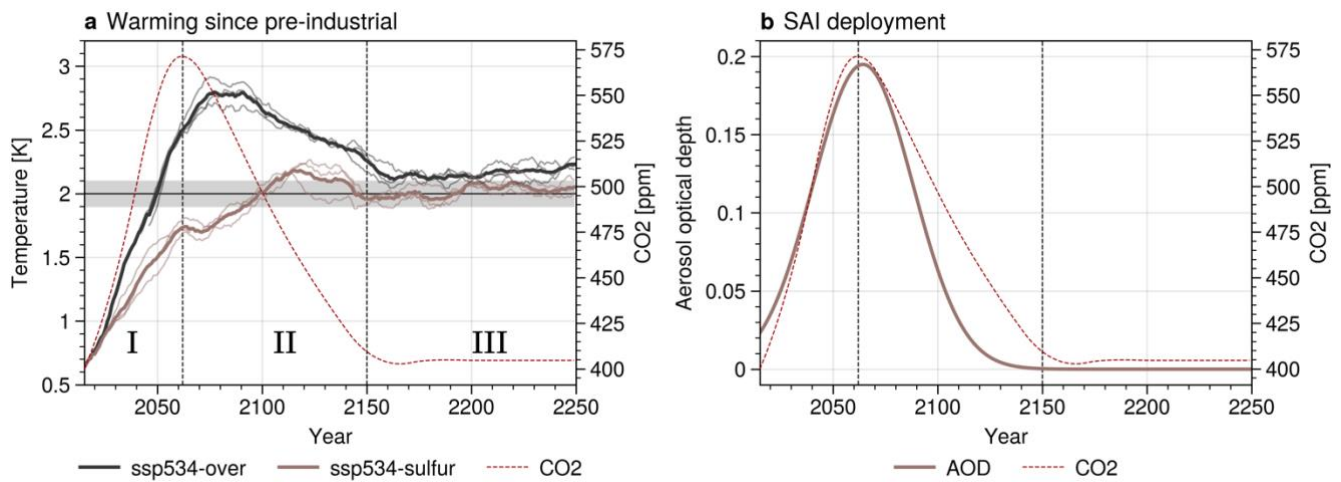 a Warming since pre-industrial
Temperature [K]
3
2.5
2
1.5
1
0.5
575
550
525
500
475
450
425
400
CO2 [ppm]
I
II
III
2050
2100
2150
2200
2250
Year
ssp534-over
ssp534-sulfur
CO2
b SAI deployment
Aerosol optical depth
0.2
0.15
0.1
0.05
0
575
550
525
500
475
450
425
400
CO2 [ppm]
2050
2100
2150
2200
2250
Year
AOD
CO2